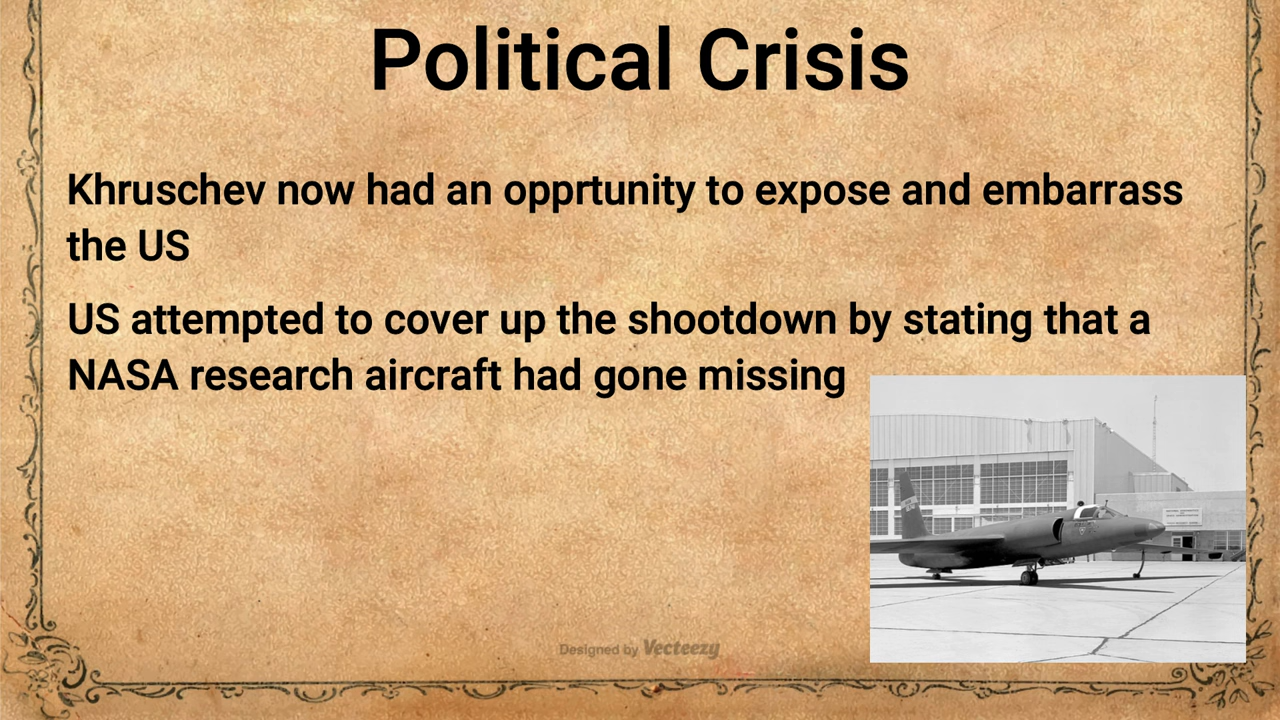 Political Crisis
Khruschev now had an opprtunity to expose and embarrass
the US
US attempted to cover up the shootdown by stating that a
NASA research aircraft had gone missing
Designed by Vecteezy